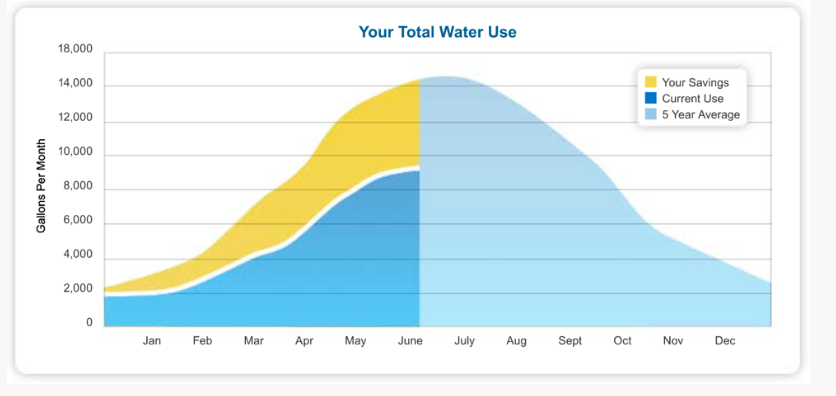 Your Total Water Use
18,000
14,000
12,000
10,000
8,000
6,000
4,000
2,000
0
Gallons Per Month
Your Savings
Current Use
5 Year Average
Jan Feb Mar Apr May June July Aug Sept Oct Nov Dec